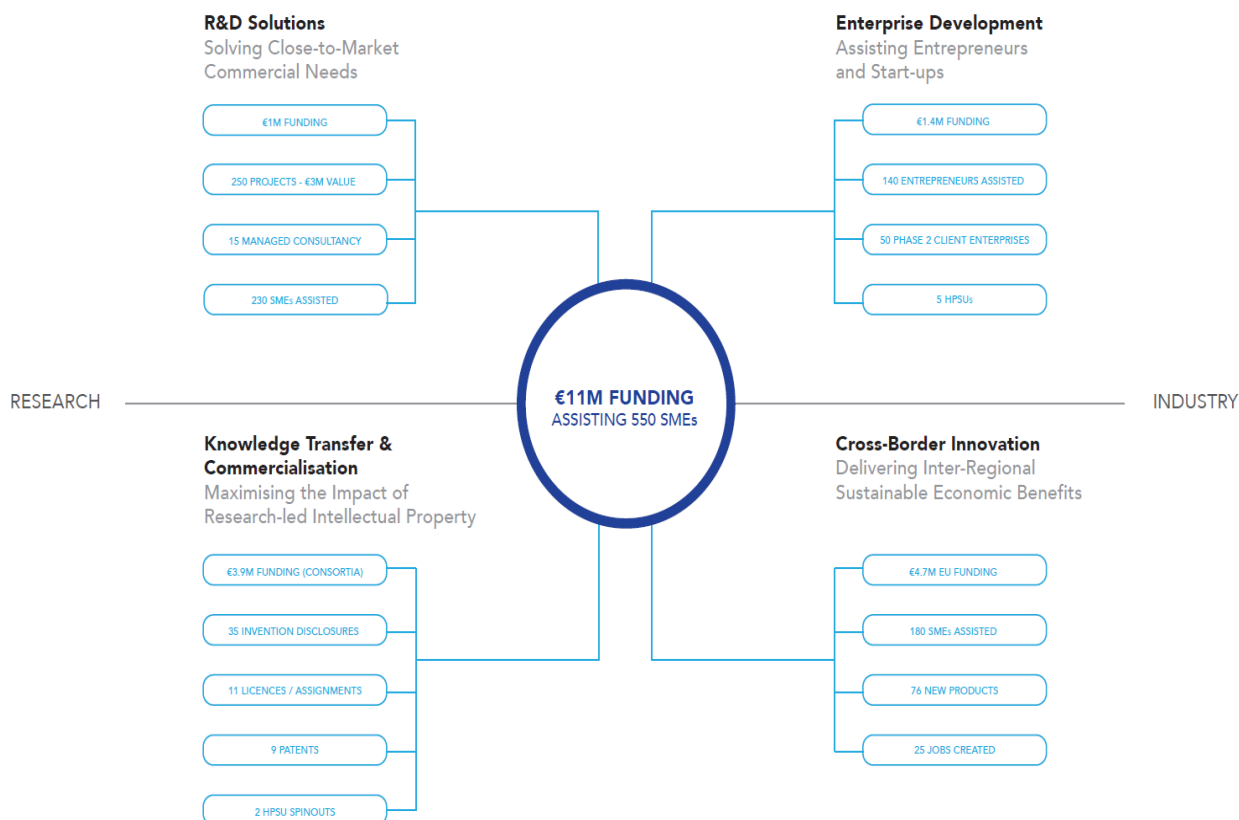 R&D Solutions
Solving Close-to-Market
Commercial Needs
€1M FUNDING
250 PROJECTS - €3M VALUE
15 MANAGED CONSULTANCY
230 SMEs ASSISTED
Enterprise Development
Assisting Entrepreneurs
and Start-ups
€1.4M FUNDING
140 ENTREPRENEURS ASSISTED
50 PHASE 2 CLIENT ENTERPRISES
5 HPSUs
RESEARCH
€11M FUNDING
ASSISTING 550 SMEs
INDUSTRY
Knowledge Transfer &
Commercialisation
Maximising the Impact of
Research-led Intellectual Property
€3.9M FUNDING (CONSORTIA)
35 INVENTION DISCLOSURES
11 LICENCES / ASSIGNMENTS
9 PATENTS
2 HPSU SPINOUTS
Cross-Border Innovation
Delivering Inter-Regional
Sustainable Economic Benefits
€4.7M EU FUNDING
180 SMEs ASSISTED
76 NEW PRODUCTS
25 JOBS CREATED